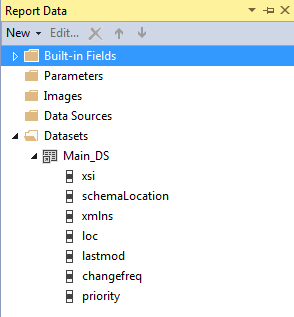 Report Data
New Edit...
Built-in Fields
Parameters
Images
Data Sources
Datasets
Main_DS
xsi
schemaLocation
xmlns
loc
lastmod
changefreq
priority